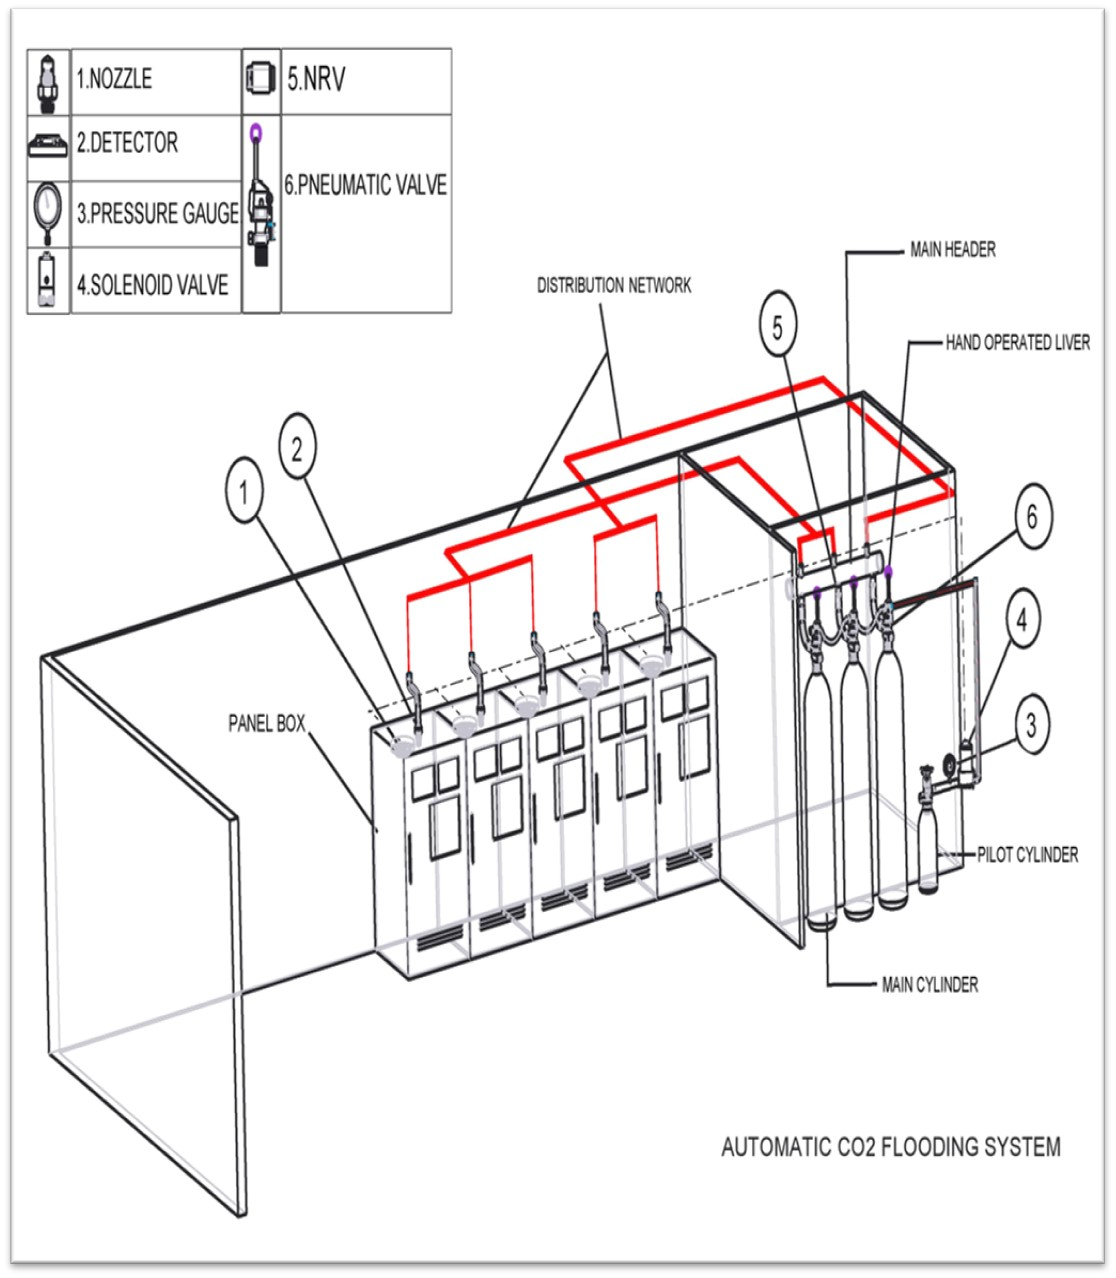 1.NOZZLE
5.NRV
2.DETECTOR
6.PNEUMATIC VALVE
3.PRESSURE GAUGE
4.SOLENOID VALVE
MAIN HEADER
DISTRIBUTION NETWORK
5
HAND OPERATED LIVER
2
1
6
4
PANEL BOX
3
PILOT CYLINDER
MAIN CYLINDER
AUTOMATIC CO2 FLOODING SYSTEM